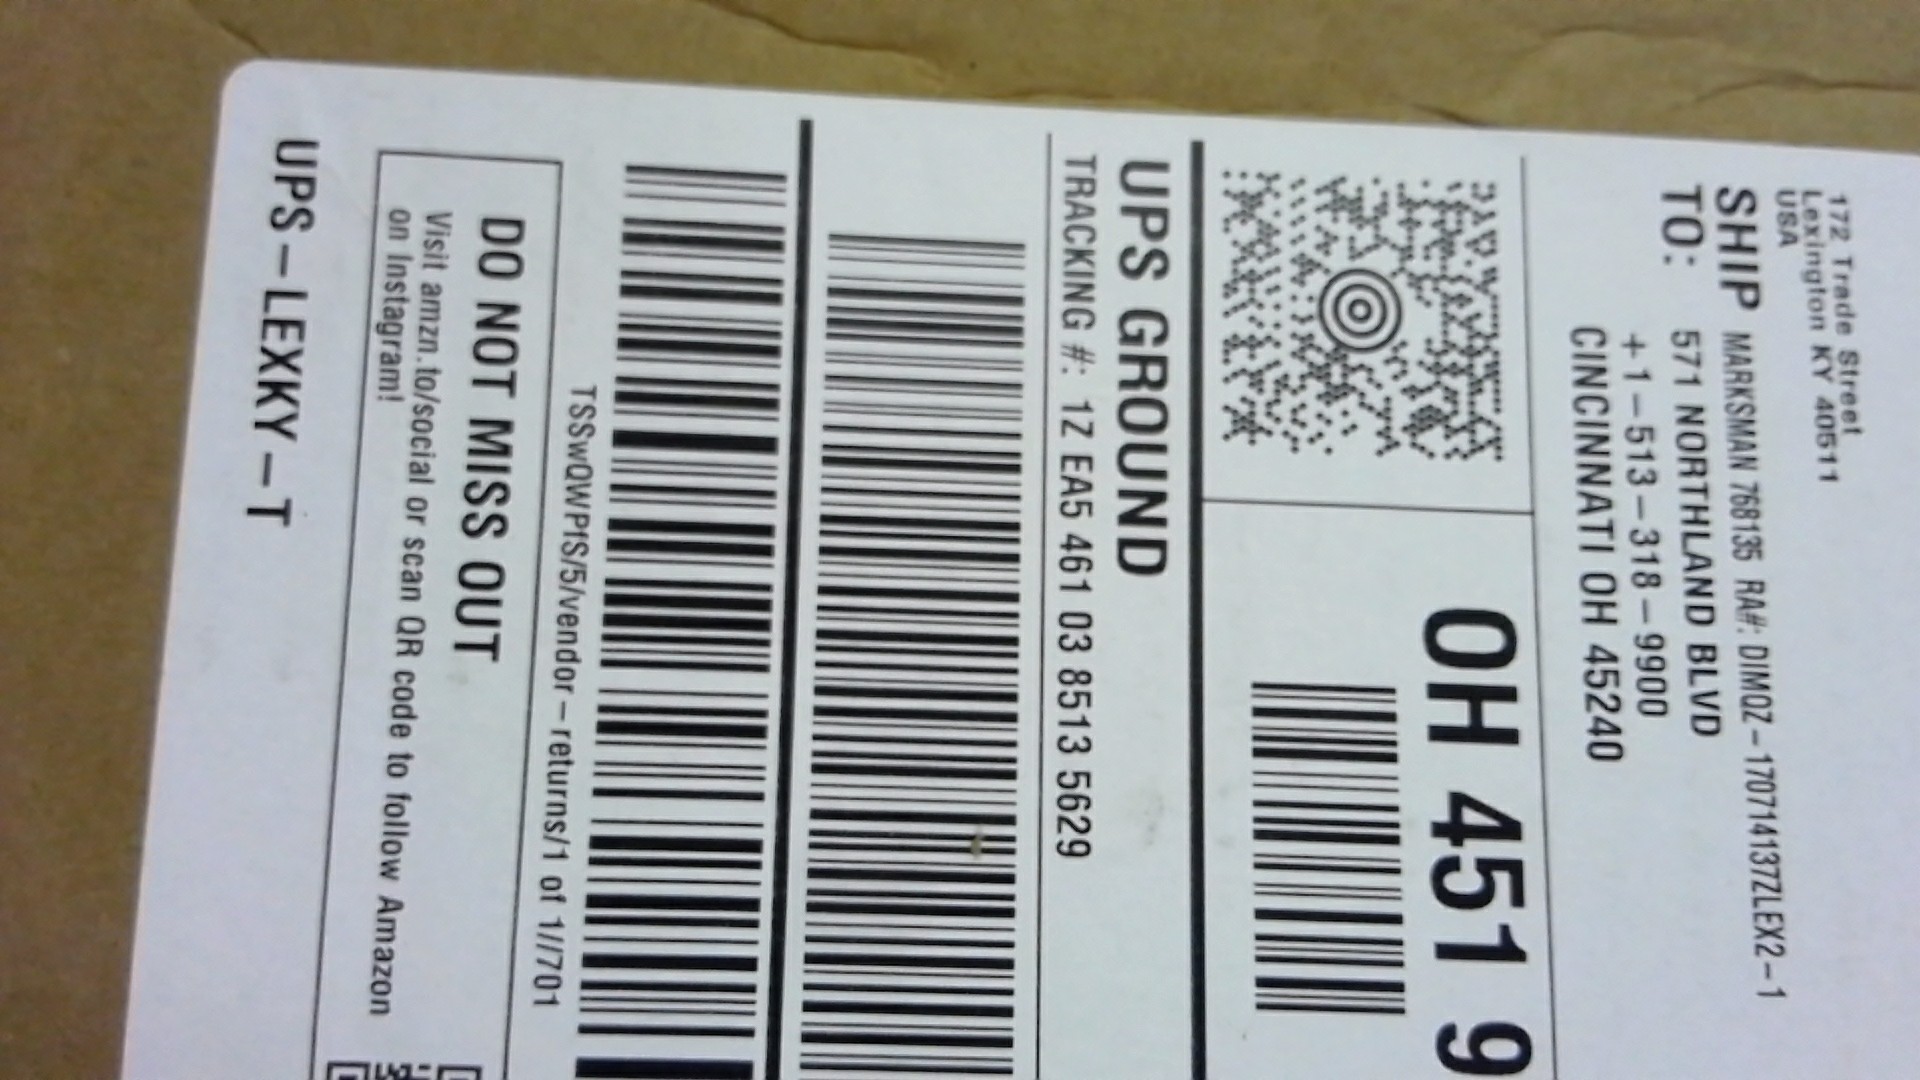 172 Trade Street
Lexington KY 40511
USA
SHIP MARKSMAN 768135 RA#: DIMQZ-170714137ZLEX2-1
TO: 571 NORTHLAND BLVD
+1-513-318-9900
CINCINNATI OH 45240
OH 451 9
UPS GROUND
TRACKING #: 1Z EA5 461 03 8513 5629
TSSwQWPfS/5/vendor-returns/1 of 1//701
DO NOT MISS OUT
Visit amzn.to/social or scan QR code to follow Amazon
on Instagram!
UPS-LEXKY-T